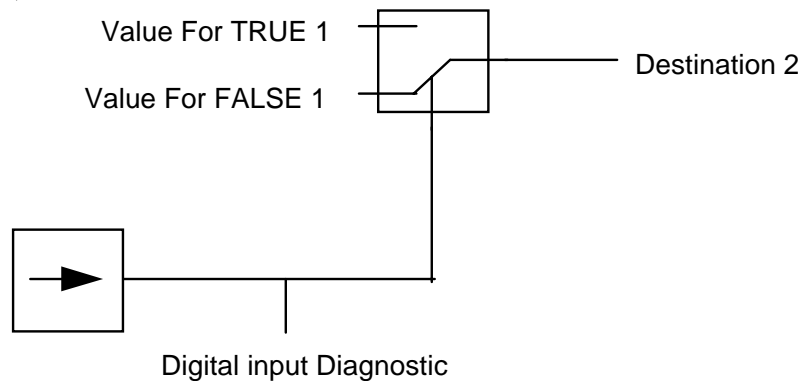 Value For TRUE 1
Value For FALSE 1
Destination 2
Digital input Diagnostic